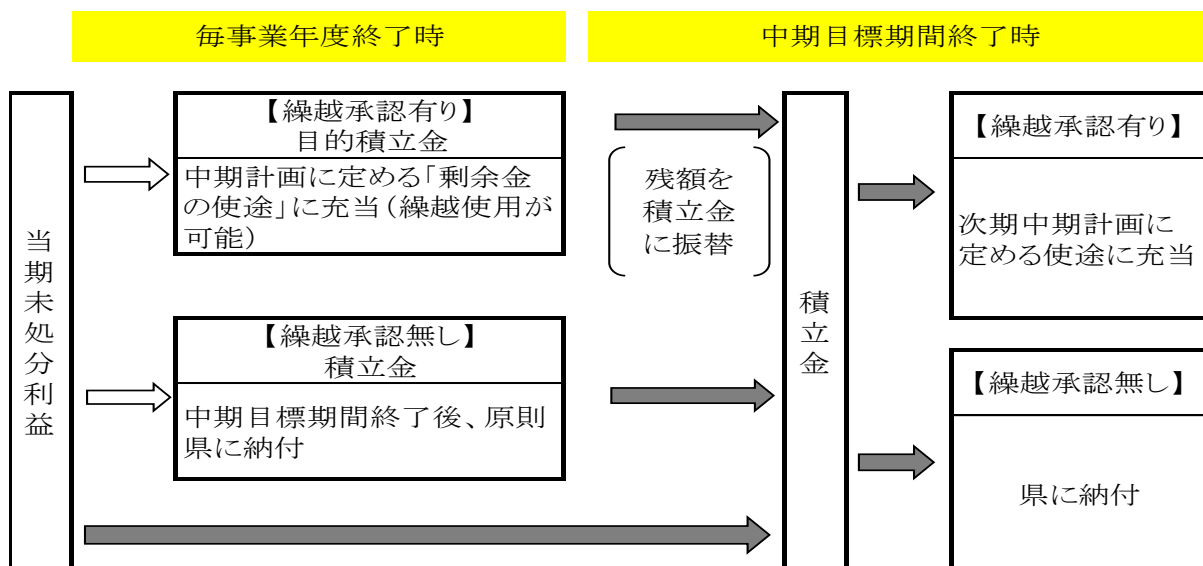 毎事業年度終了時
中期目標期間終了時
当期未処分利益
【繰越承認有り】
目的積立金
中期計画に定める「剰余金
の使途」に充当（繰越使用が
可能）
残額を
積立金
に振替
【繰越承認無し】
積立金
中期目標期間終了後、原則
県に納付
積立金
【繰越承認有り】
次期中期計画に
定める使途に充当
【繰越承認無し】
県に納付